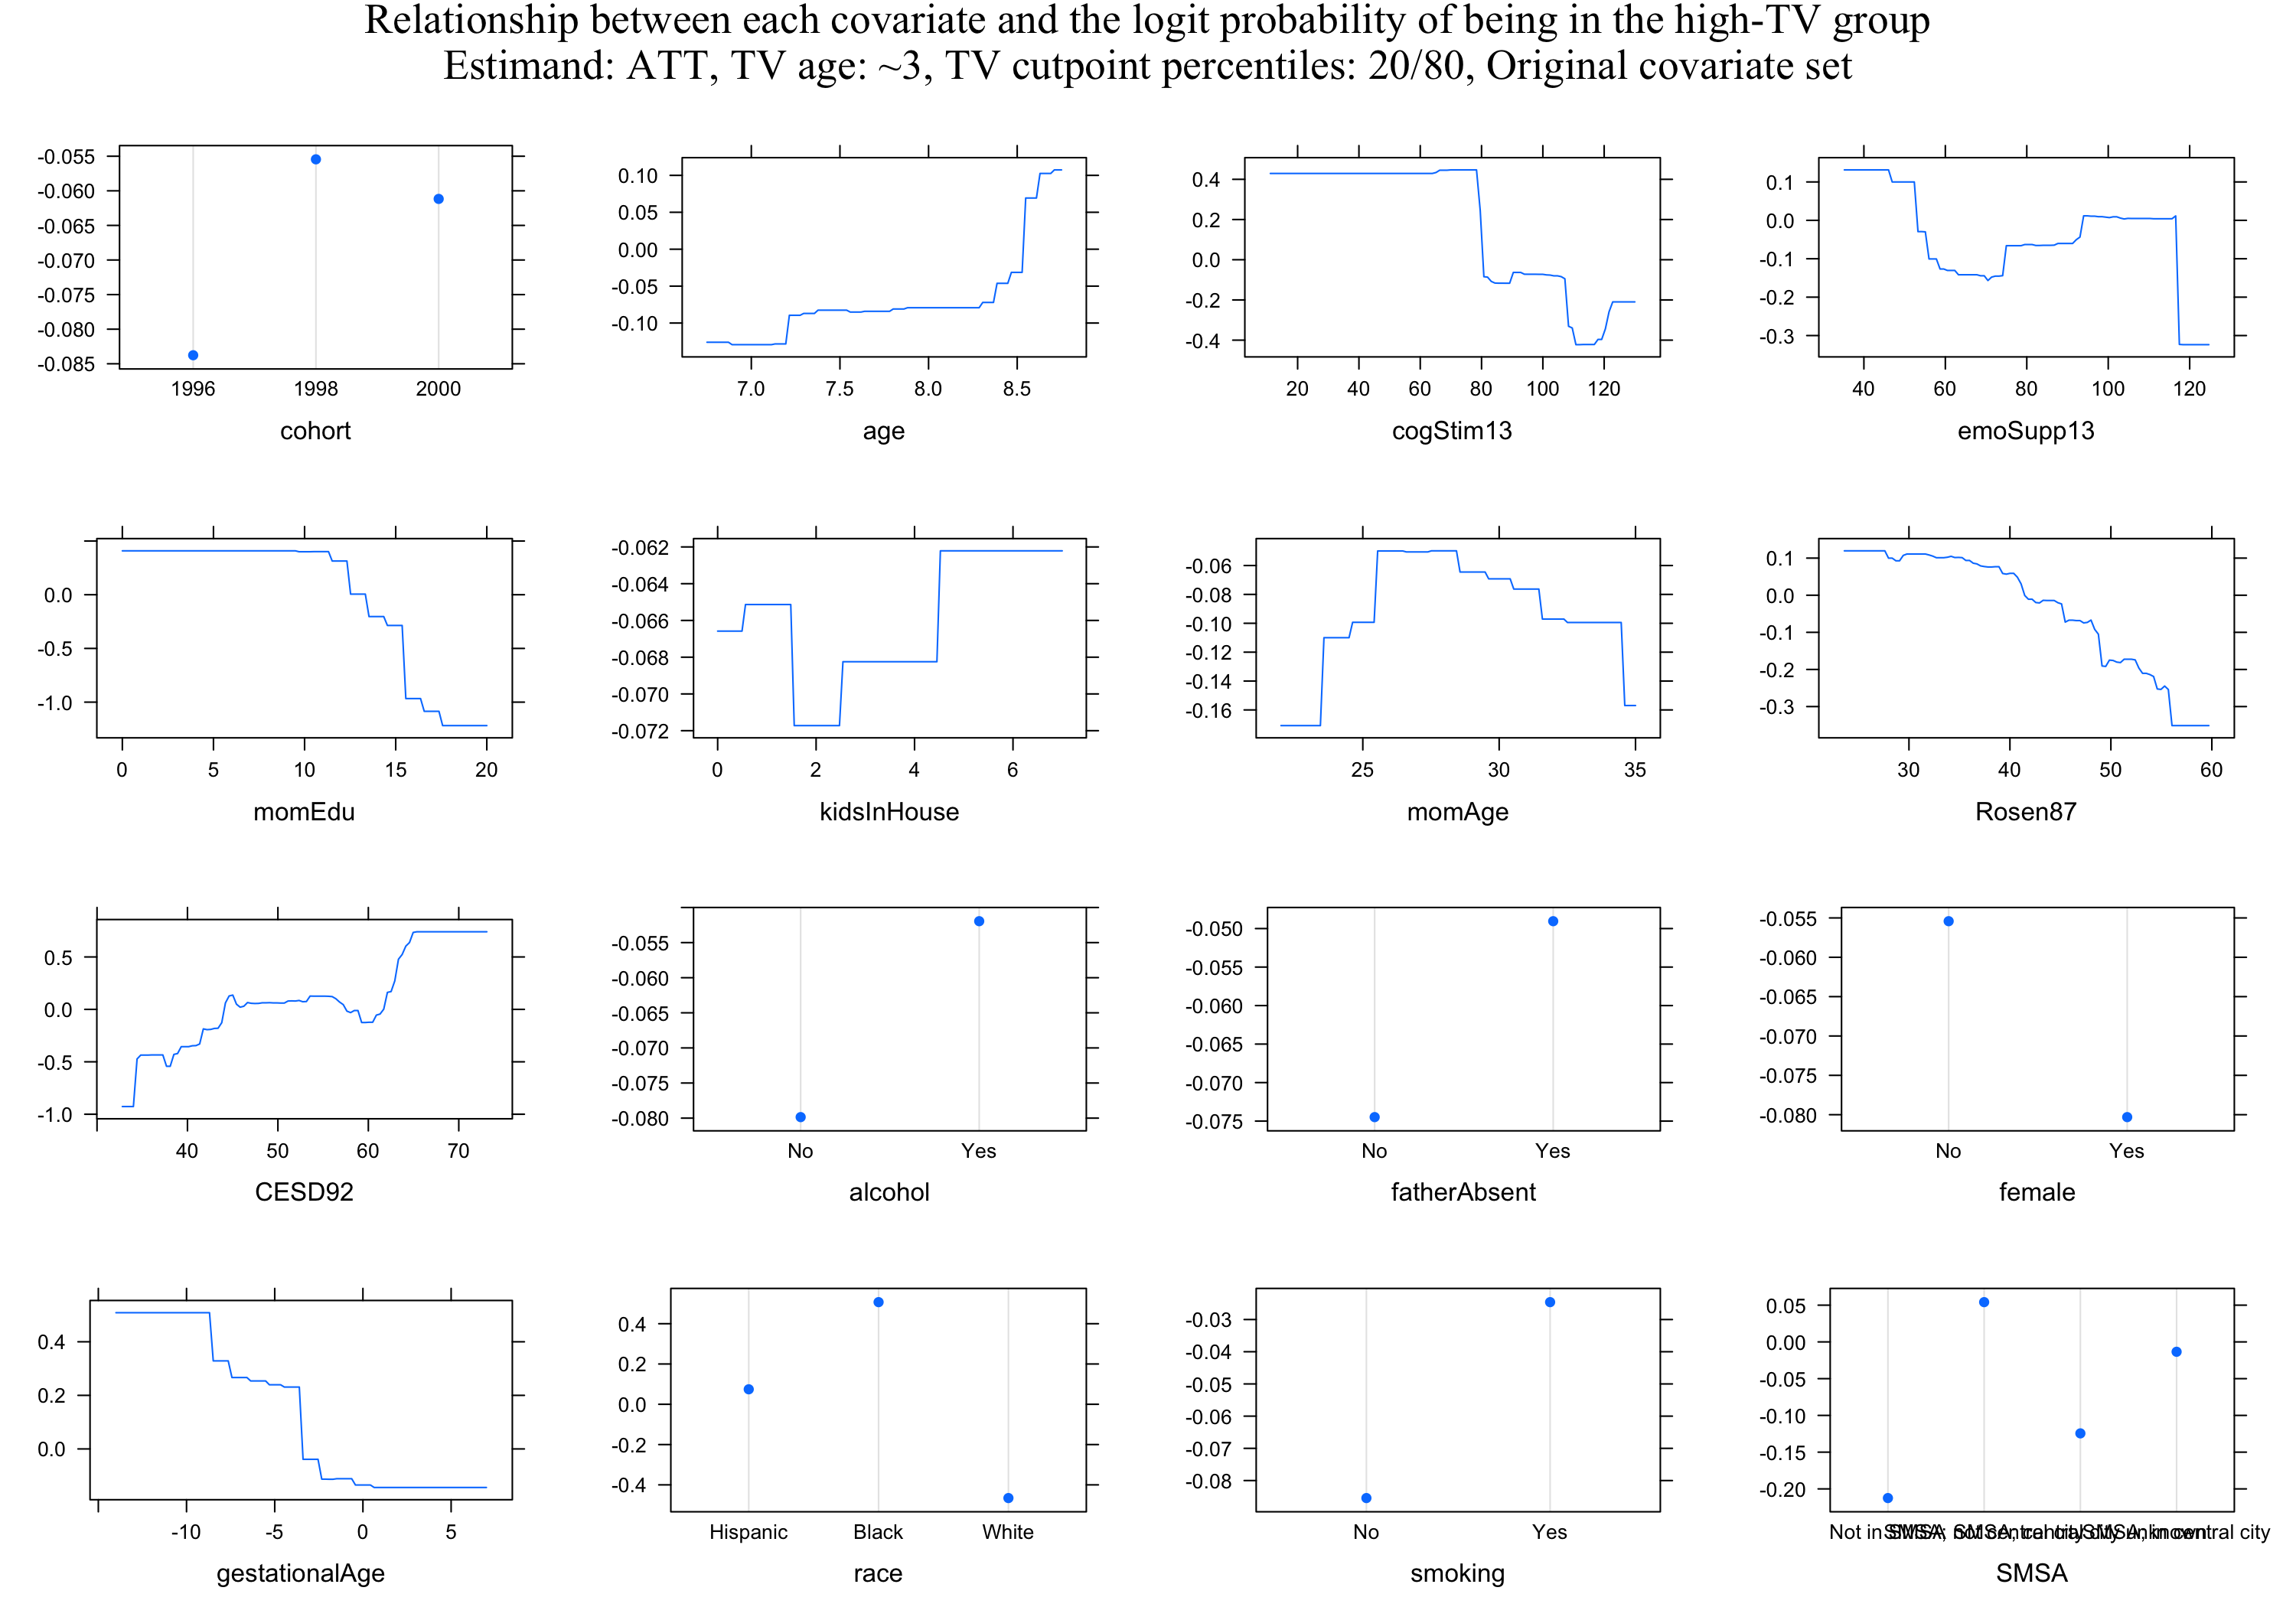 Relationship between each covariate and the logit probability of being in the high-TV group
Estimand: ATT, TV age: ~3, TV cutpoint percentiles: 20/80, Original covariate set
-0.055
-0.060
-0.065
-0.070
-0.075
-0.080
-0.085
1996 1998 2000
cohort
0.10
0.05
0.00
-0.05
-0.10
7.0 7.5 8.0 8.5
age
0.4
0.2
0.0
-0.2
-0.4
20 40 60 80 100 120
cogStim13
0.1
0.0
-0.1
-0.2
-0.3
40 60 80 100 120
emoSupp13
0.0
-0.5
-1.0
0 5 10 15 20
momEdu
-0.062
-0.064
-0.066
-0.068
-0.070
-0.072
0 2 4 6
kidsInHouse
-0.06
-0.08
-0.10
-0.12
-0.14
-0.16
25 30 35
momAge
0.1
0.0
-0.1
-0.2
-0.3
30 40 50 60
Rosen87
0.5
0.0
-0.5
-1.0
40 50 60 70
CESD92
-0.055
-0.060
-0.065
-0.070
-0.075
-0.080
No Yes
alcohol
-0.050
-0.055
-0.060
-0.065
-0.070
-0.075
No Yes
fatherAbsent
-0.055
-0.060
-0.065
-0.070
-0.075
-0.080
No Yes
female
0.4
0.2
0.0
-10 -5 0 5
gestationalAge
0.4
0.2
0.0
-0.2
-0.4
Hispanic Black White
race
-0.03
-0.04
-0.05
-0.06
-0.07
-0.08
No Yes
smoking
0.05
0.00
-0.05
-0.10
-0.15
-0.20
Not in SMSA
SMSA